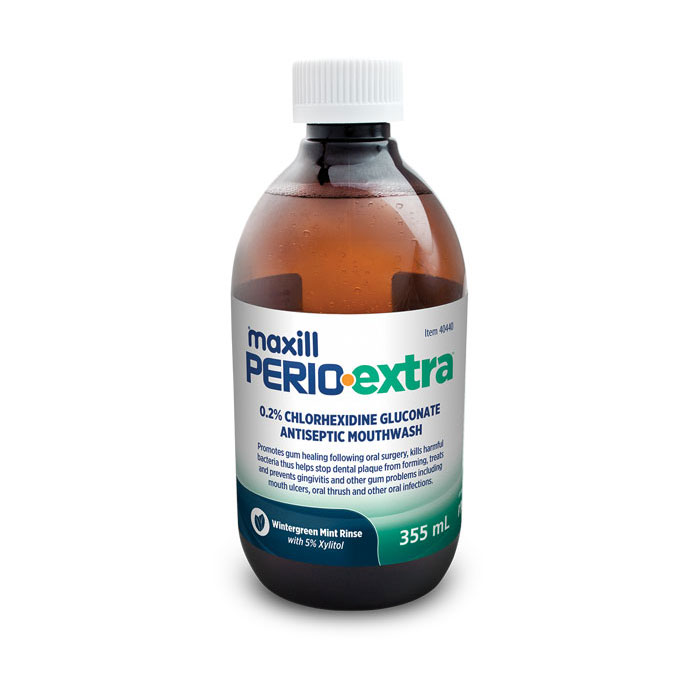 Item 40440
maxill
PERIO•extra™
0.2% CHLORHEXIDINE GLUCONATE
ANTISEPTIC MOUTHWASH
Promotes gum healing following oral surgery, kills harmful
bacteria thus helps stop dental plaque from forming, treats
and prevents gingivitis and other gum problems including
mouth ulcers, oral thrush and other oral infections.
Wintergreen Mint Rinse
with 5% Xylitol
355 mL